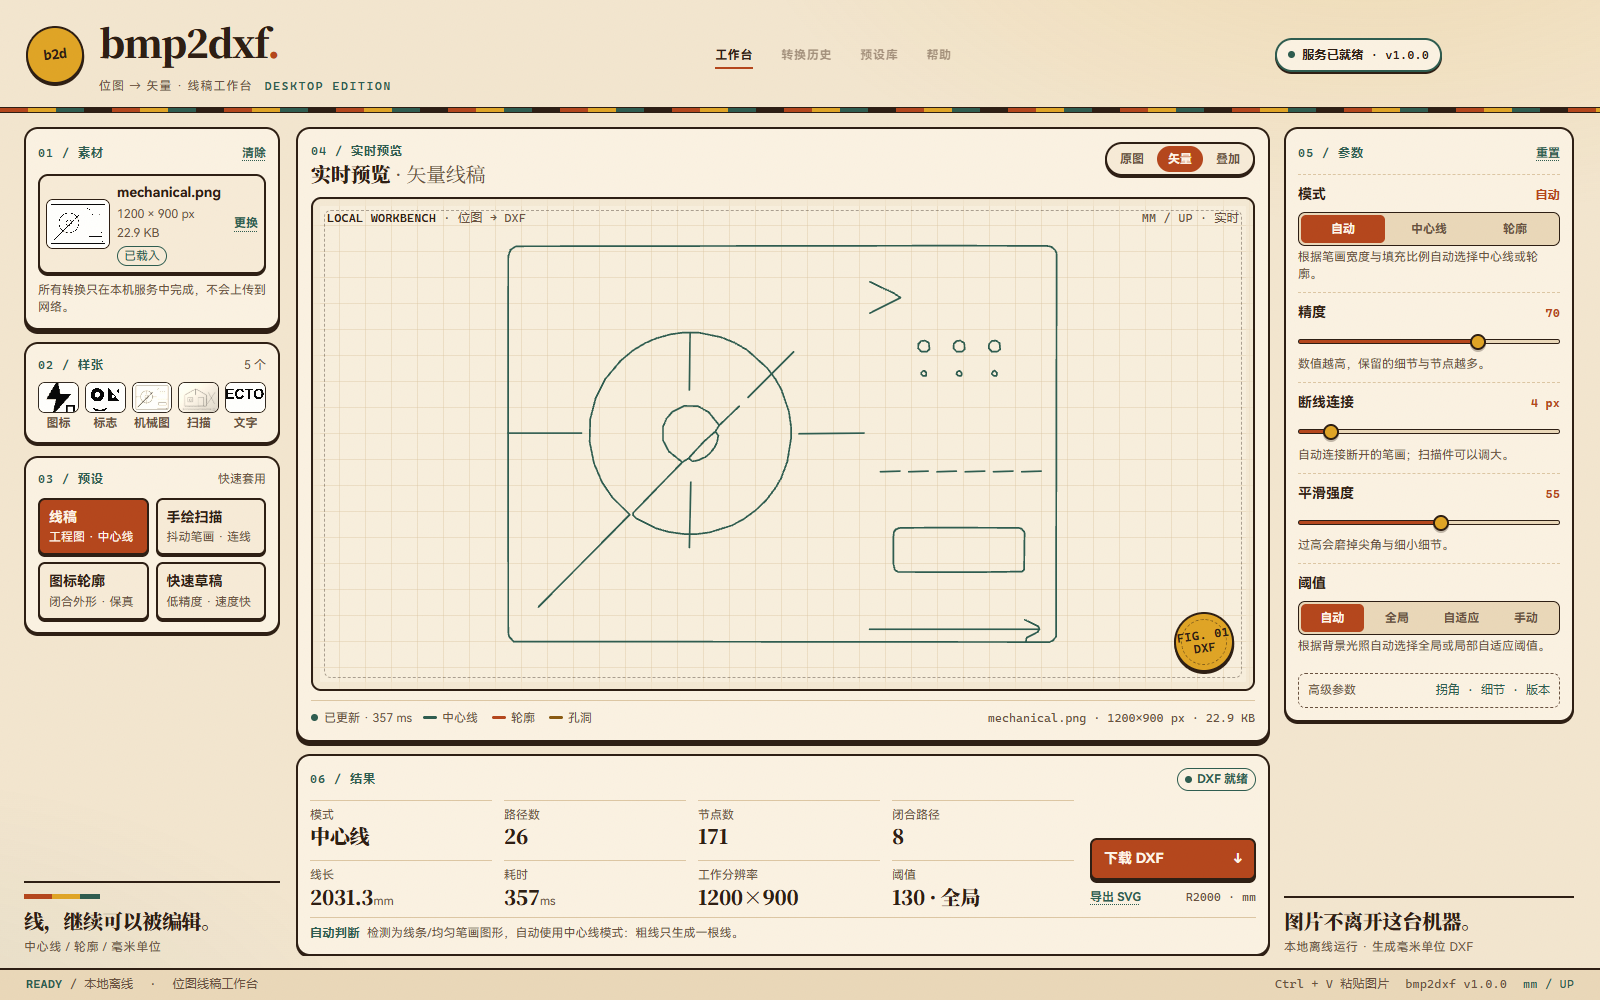 b2d
bmp2dxf.
位图 → 矢量 · 线稿工作台 DESKTOP EDITION
工作台 转换历史 预设库 帮助
服务已就绪 · v1.0.0
01 / 素材 清除
mechanical.png
1200 × 900 px
22.9 KB
更换
已载入
所有转换只在本机服务中完成，不会上传到
网络。
02 / 样张 5 个
ECTO
图标 标志 机械图 扫描 文字
03 / 预设 快速套用
线稿
工程图 · 中心线
手绘扫描
抖动笔画 · 连线
图标轮廓
闭合外形 · 保真
快速草稿
低精度 · 速度快
线，继续可以被编辑。
中心线 / 轮廓 / 毫米单位
04 / 实时预览
实时预览 · 矢量线稿
原图 矢量 叠加
LOCAL WORKBENCH · 位图 → DXF
MM / UP · 实时
FIG. 01
DXF
已更新 · 357 ms 中心线 轮廓 孔洞
mechanical.png · 1200×900 px · 22.9 KB
06 / 结果
DXF 就绪
模式 路径数 节点数 闭合路径
中心线 26 171 8
线长 耗时 工作分辨率 阈值
2031.3mm 357ms 1200×900 130 · 全局
下载 DXF ↓
导出 SVG R2000 · mm
自动判断 检测为线条/均匀笔画图形，自动使用中心线模式：粗线只生成一根线。
05 / 参数 重置
模式 自动
自动 中心线 轮廓
根据笔画宽度与填充比例自动选择中心线或轮
廓。
精度 70
数值越高，保留的细节与节点越多。
断线连接 4 px
自动连接断开的笔画；扫描件可以调大。
平滑强度 55
过高会磨掉尖角与细小细节。
阈值
自动 全局 自适应 手动
根据背景光照自动选择全局或局部自适应阈值。
高级参数 拐角 · 细节 · 版本
图片不离开这台机器。
本地离线运行 · 生成毫米单位 DXF
READY / 本地离线 · 位图线稿工作台
Ctrl + V 粘贴图片 bmp2dxf v1.0.0 mm / UP